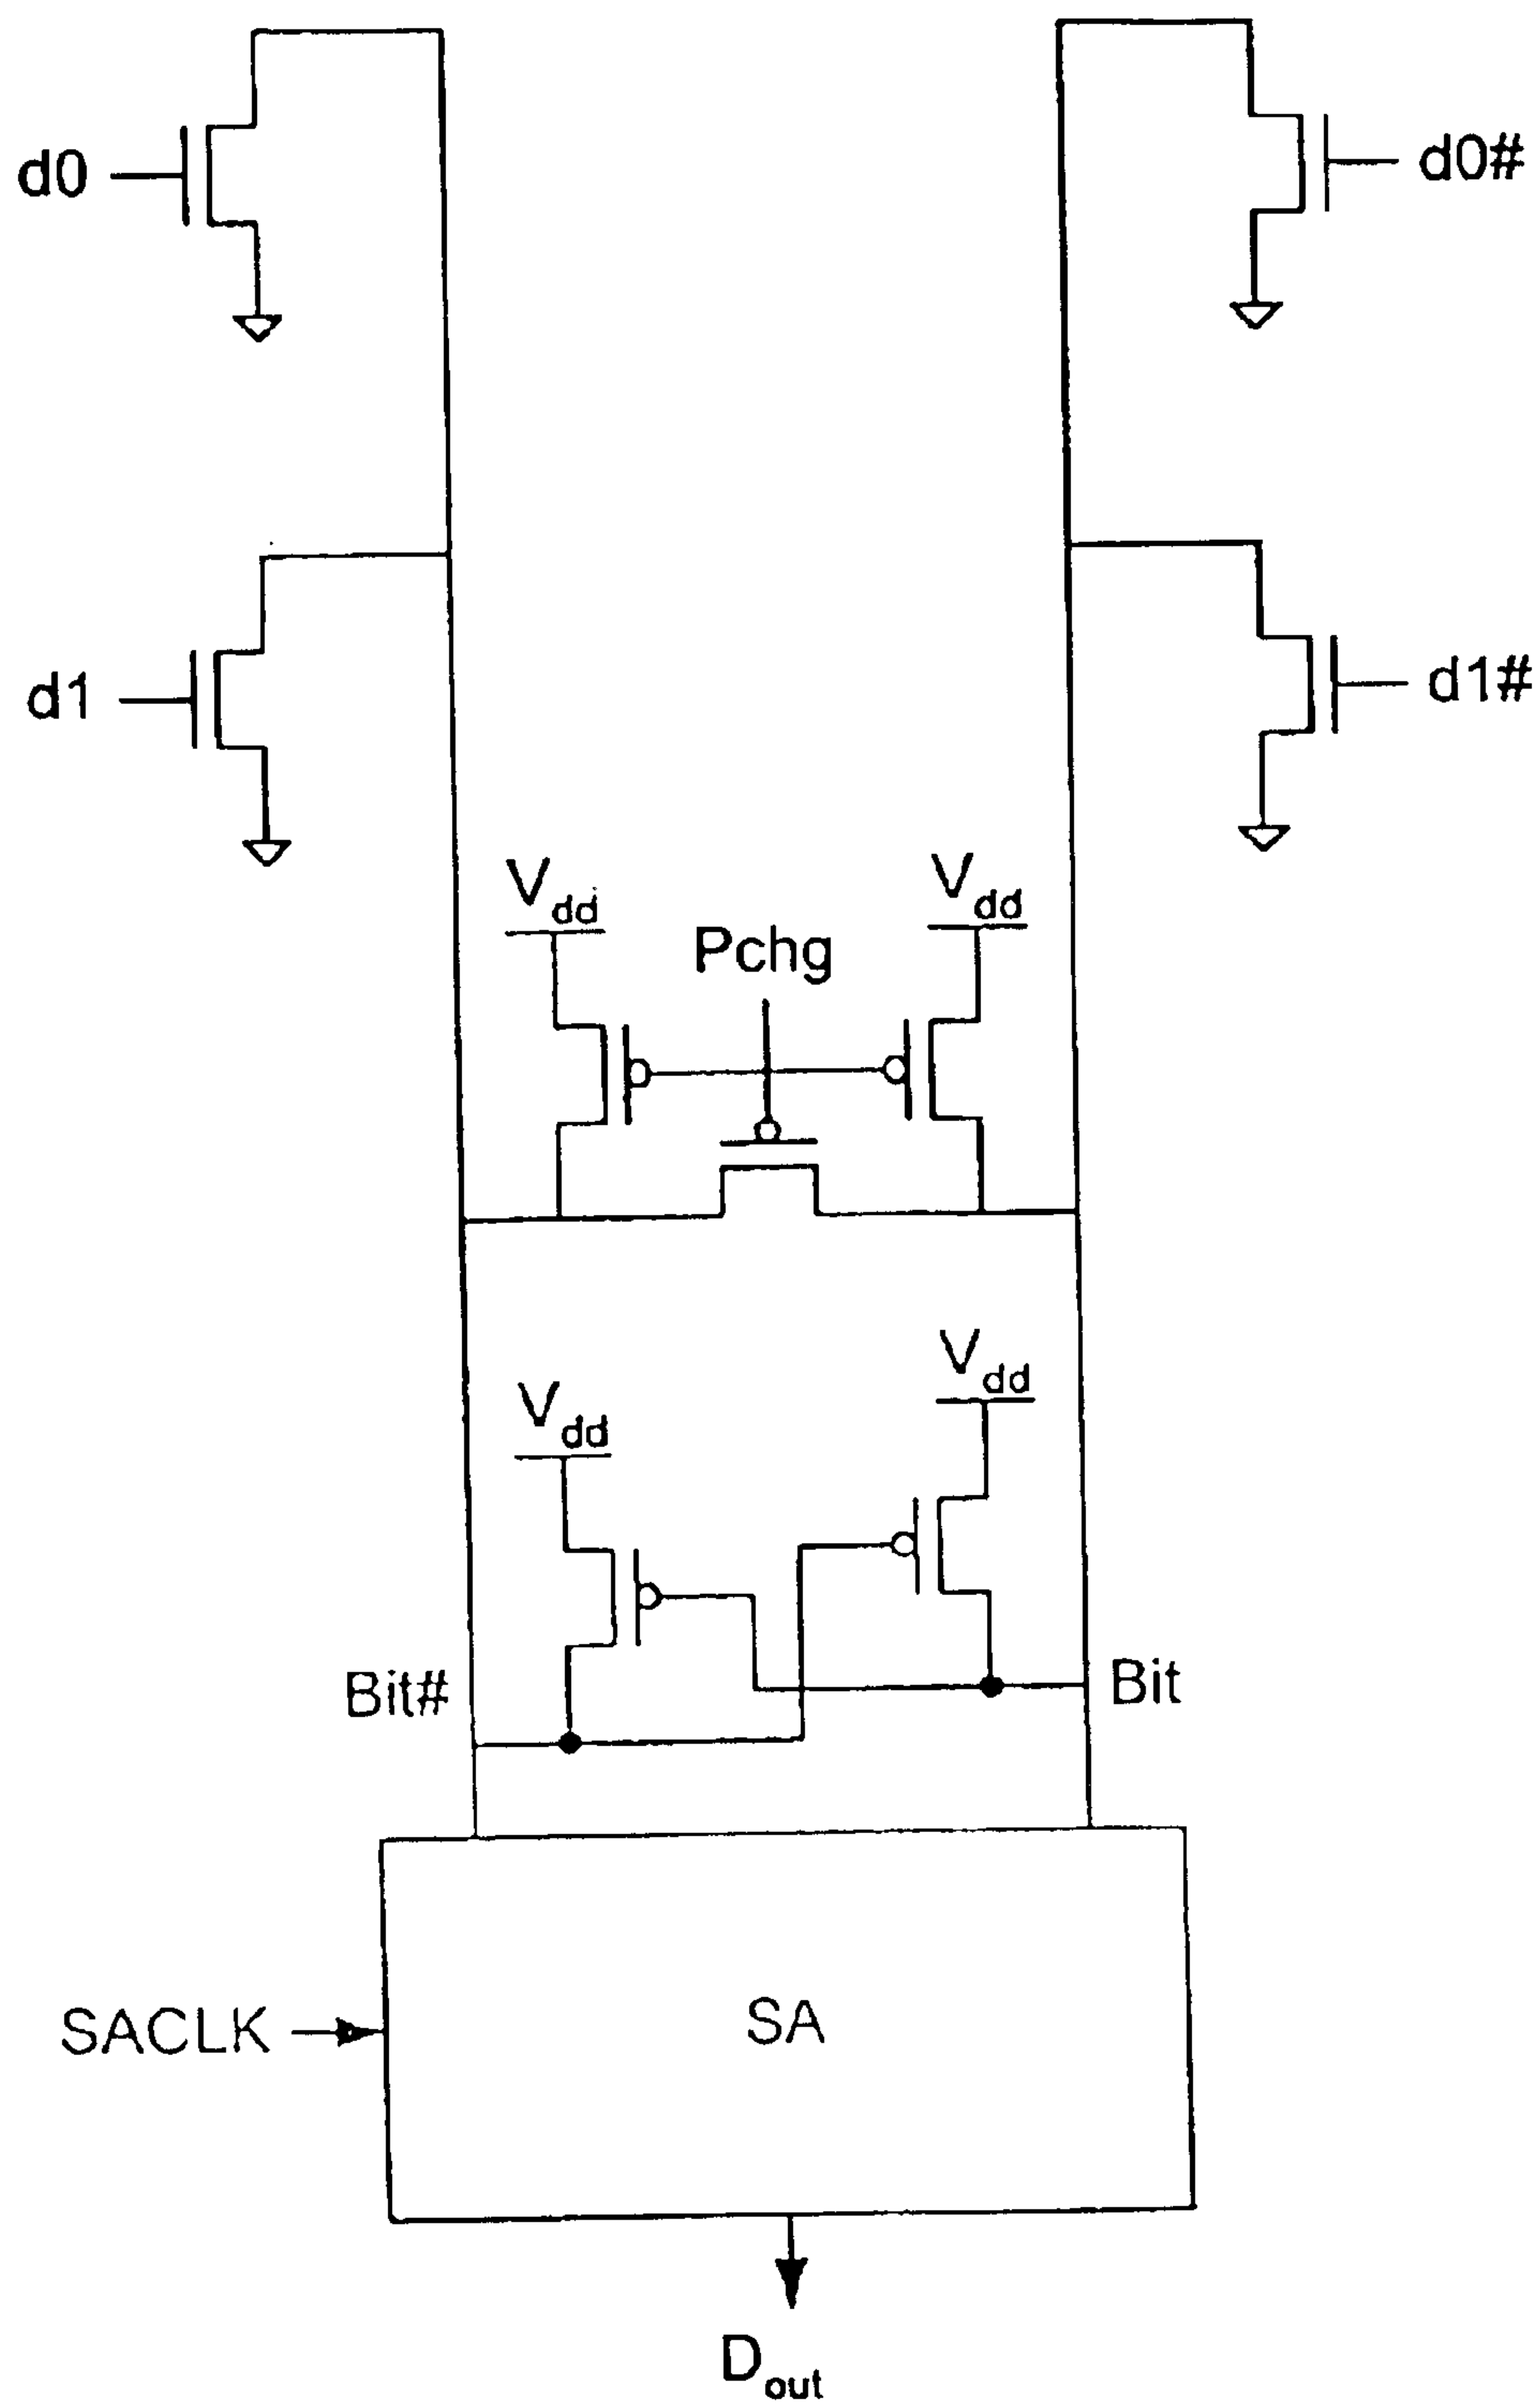 d0
d0#
d1
d1#
Vdd
Vdd
Pchg
Vdd
Vdd
Bit#
Bit
SACLK
SA
Dout